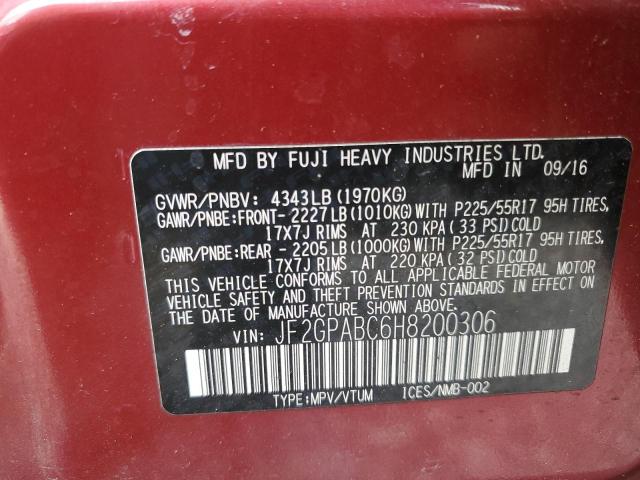 MFD BY FUJI HEAVY INDUSTRIES LTD.
MFD IN 09/16
GVWR/PNBV: 4343LB(1970KG)
GAWR/PNBE:FRONT-2227LB(1010KG)WITH P225/55R17 95H TIRES,
17X7J RIMS AT 230 KPA(33 PSI)COLD
GAWR/PNBE:REAR -2205LB(1000KG)WITH P225/55R17 95H TIRES,
17X7J RIMS AT 220 KPA(32 PSI)COLD
THIS VEHICLE CONFORMS TO ALL APPLICABLE FEDERAL MOTOR
VEHICLE SAFETY AND THEFT PREVENTION STANDARDS IN EFFECT
ON THE DATE OF MANUFACTURE SHOWN ABOVE.
VIN: JF2GPABC6H8200306
TYPE:MPV/VTUM ICES/NMB-002